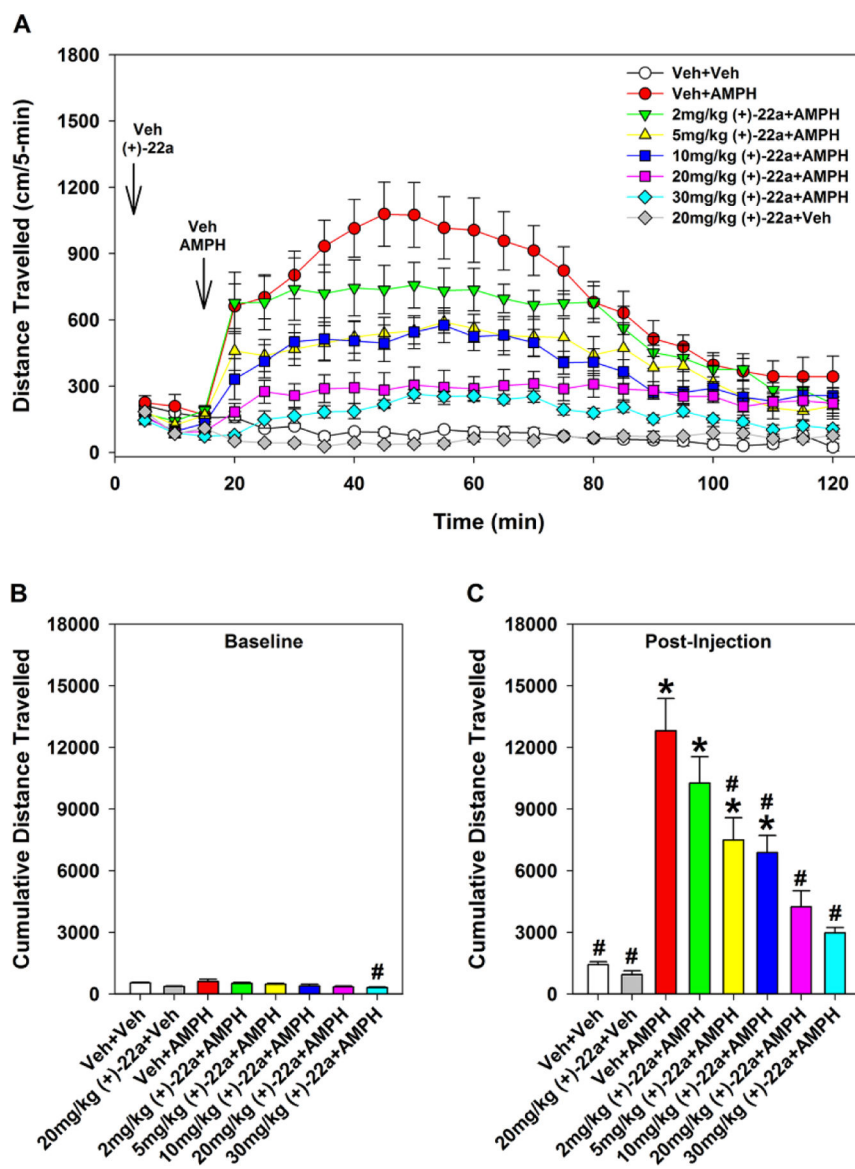 A
Distance Travelled (cm/5-min)
1800
1500
1200
900
600
300
0
Veh
(+)-22a
Veh
AMPH
Veh+Veh
Veh+AMPH
2mg/kg (+)-22a+AMPH
5mg/kg (+)-22a+AMPH
10mg/kg (+)-22a+AMPH
20mg/kg (+)-22a+AMPH
30mg/kg (+)-22a+AMPH
20mg/kg (+)-22a+Veh
0 20 40 60 80 100 120
Time (min)
B
Cumulative Distance Travelled
18000
15000
12000
9000
6000
3000
0
Baseline
#
Veh+Veh
20mg/kg (+)-22a+Veh
Veh+AMPH
2mg/kg (+)-22a+AMPH
5mg/kg (+)-22a+AMPH
10mg/kg (+)-22a+AMPH
20mg/kg (+)-22a+AMPH
30mg/kg (+)-22a+AMPH
C
Cumulative Distance Travelled
18000
15000
12000
9000
6000
3000
0
Post-Injection
# # * * # * # * # #
Veh+Veh
20mg/kg (+)-22a+Veh
Veh+AMPH
2mg/kg (+)-22a+AMPH
5mg/kg (+)-22a+AMPH
10mg/kg (+)-22a+AMPH
20mg/kg (+)-22a+AMPH
30mg/kg (+)-22a+AMPH